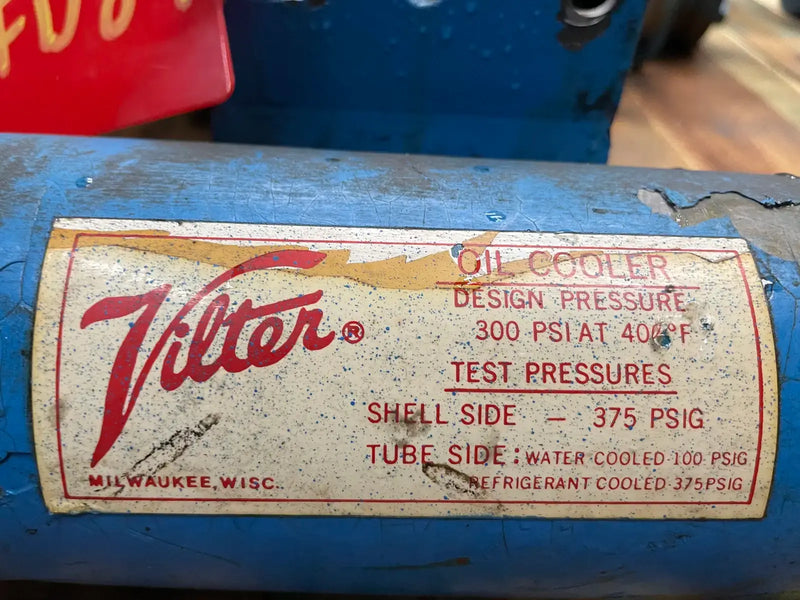 Vilter®
MILWAUKEE, WISC.
OIL COOLER
DESIGN PRESSURE
300 PSI AT 400°F
TEST PRESSURES
SHELL SIDE — 375 PSIG
TUBE SIDE: WATER COOLED 100 PSIG
REFRIGERANT COOLED 375 PSIG